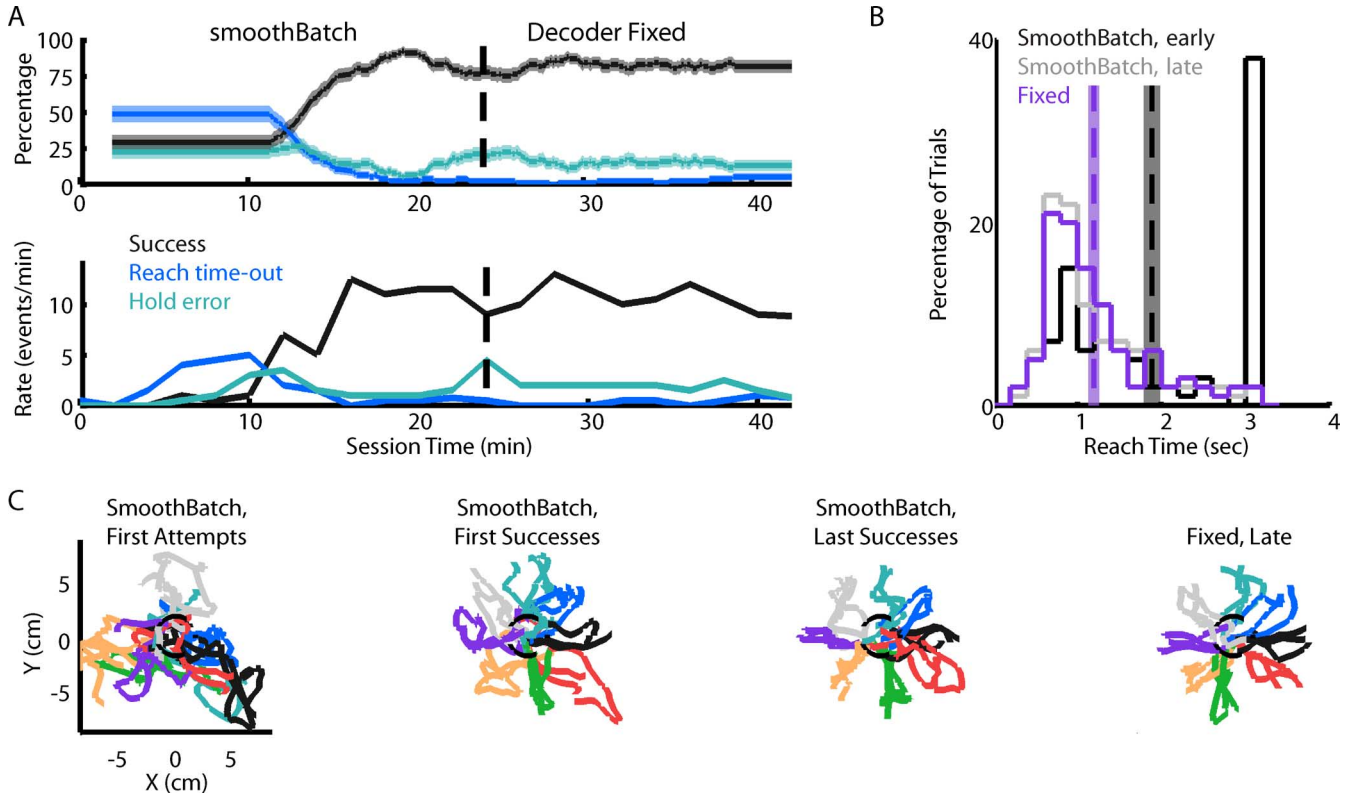 A
smoothBatch
Decoder Fixed
Percentage
100
75
50
25
0
0
10
20
30
40
Success
Reach time-out
Hold error
Rate (events/min)
10
5
0
0
10
20
30
40
Session Time (min)
B
SmoothBatch, early
SmoothBatch, late
Fixed
Percentage of Trials
40
20
0
0
1
2
3
4
Reach Time (sec)
C
SmoothBatch,
First Attempts
SmoothBatch,
First Successes
SmoothBatch,
Last Successes
Fixed, Late
Y (cm)
5
0
-5
-5
0
5
X (cm)